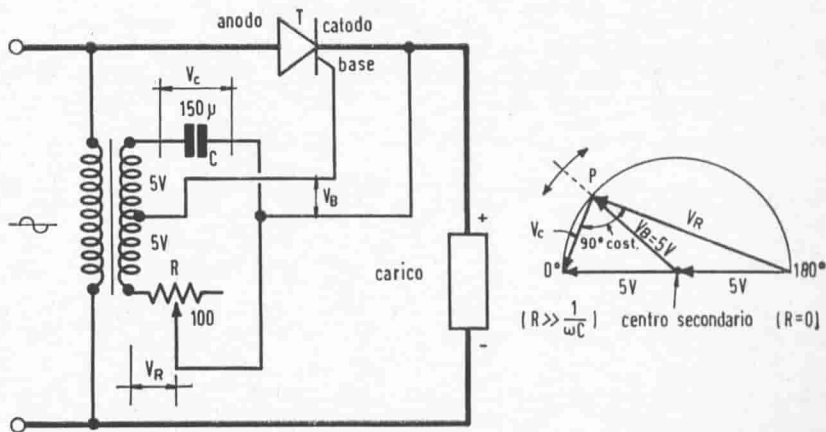 anodo T catodo
base
Vc
150 µ
C
5V
VB
5V
R
100
VR
carico
+
-
P
Vc
VB=5V
VR
90° cost.
0°
180°
5V
5V
(R≫ 1/ωC) centro secondario (R=0)